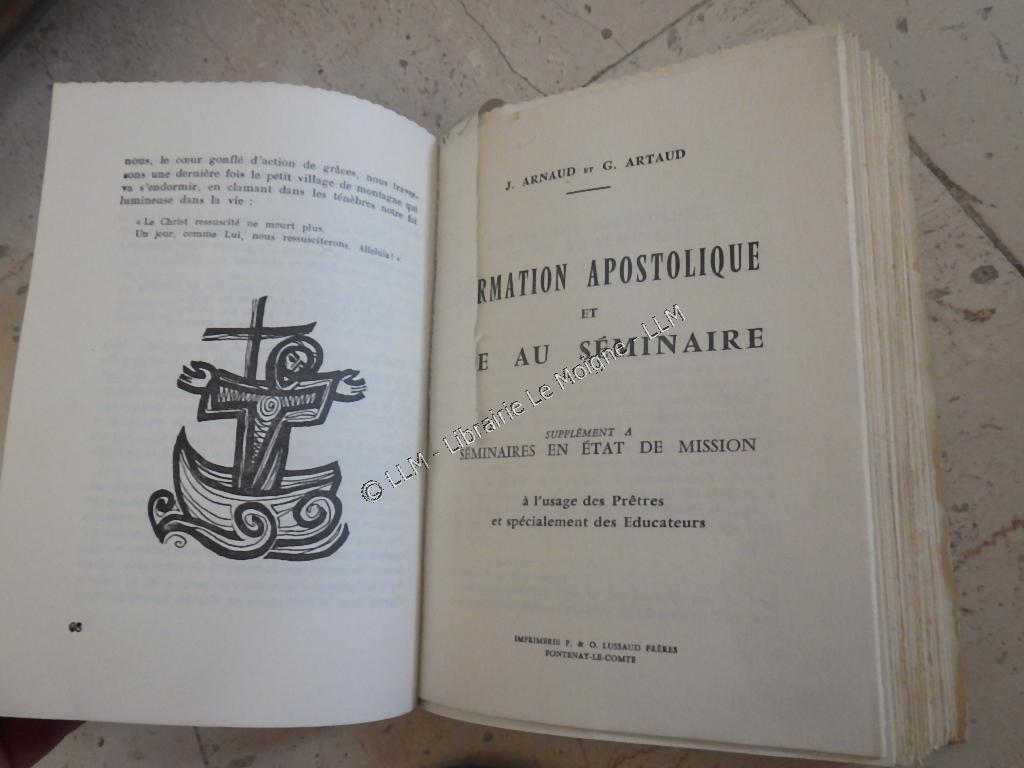 nous, le cœur gonflé d'action de grâces, nous traver-
sons une dernière fois le petit village de montagne qui
va s'endormir, en clamant dans les ténèbres notre foi
lumineuse dans la vie :
« Le Christ ressuscité ne meurt plus.
Un jour, comme Lui, nous ressusciterons. Alleluia ! ».
J. ARNAUD ET G. ARTAUD
RMATION APOSTOLIQUE
ET
E AU SÉMINAIRE
SUPPLÉMENT A
SÉMINAIRES EN ÉTAT DE MISSION
à l'usage des Prêtres
et spécialement des Educateurs
IMPRIMERIE P. & O. LUSSAUD FRÈRES
FONTENAY-LE-COMTE
© LLM - Librairie Le Moigne, LLM